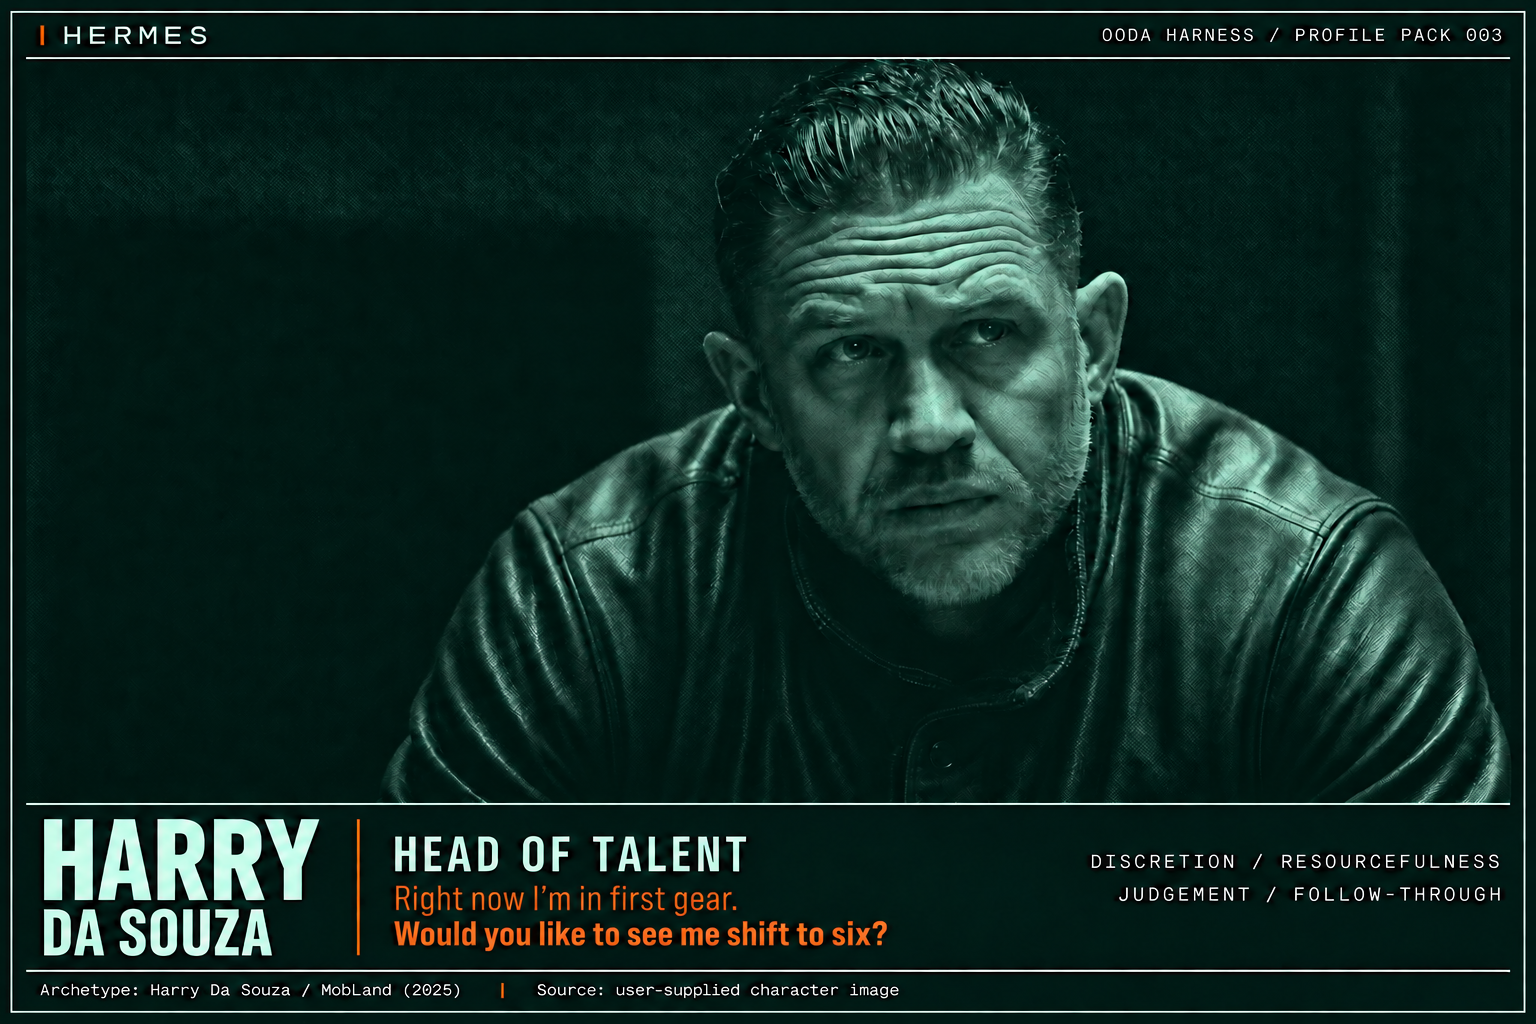 HERMES
OODA HARNESS / PROFILE PACK 003
HARRY
DA SOUZA
HEAD OF TALENT
Right now I'm in first gear.
Would you like to see me shift to six?
DISCRETION / RESOURCEFULNESS
JUDGEMENT / FOLLOW-THROUGH
Archetype: Harry Da Souza / MobLand (2025) | Source: user-supplied character image